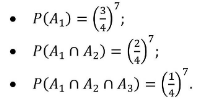 • P(A₁) = (3/4)⁷;
• P(A₁ ∩ A₂) = (2/4)⁷;
• P(A₁ ∩ A₂ ∩ A₃) = (1/4)⁷.